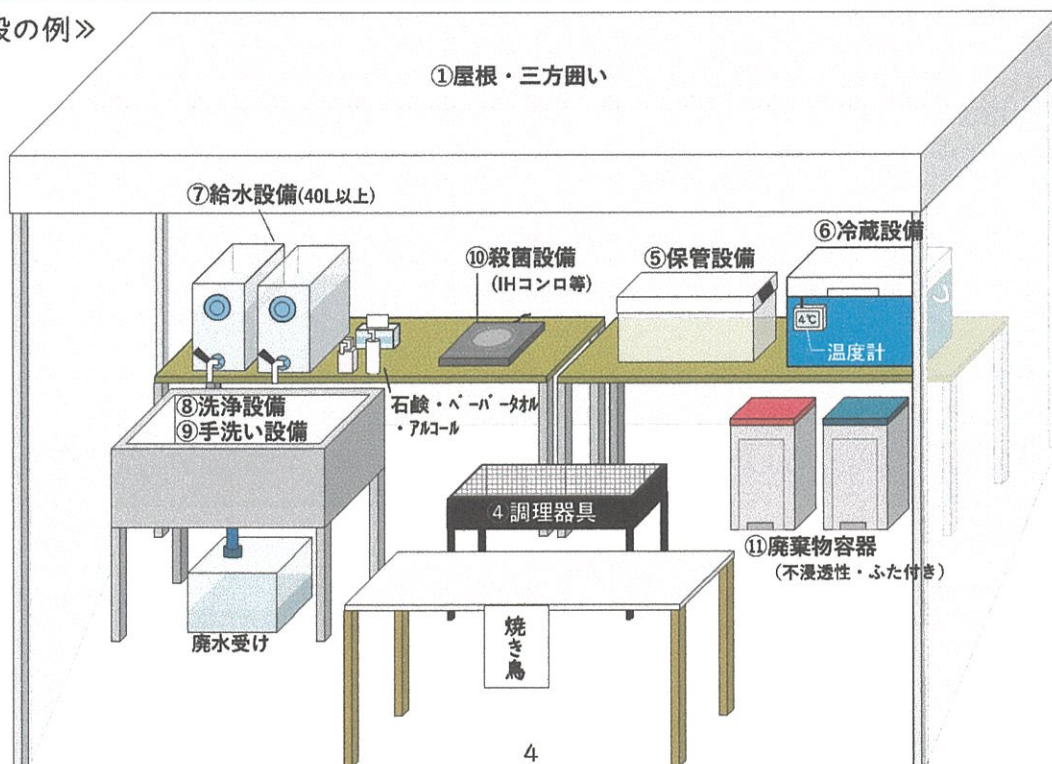 設の例≫
①屋根・三方囲い
⑦給水設備(40L以上)
⑩殺菌設備
(IHコンロ等)
⑤保管設備
⑥冷蔵設備
4℃
温度計
⑧洗浄設備
⑨手洗い設備
石鹸・ペーパータオル
・アルコール
④調理器具
⑪廃棄物容器
(不浸透性・ふた付き)
廃水受け
焼き鳥
4